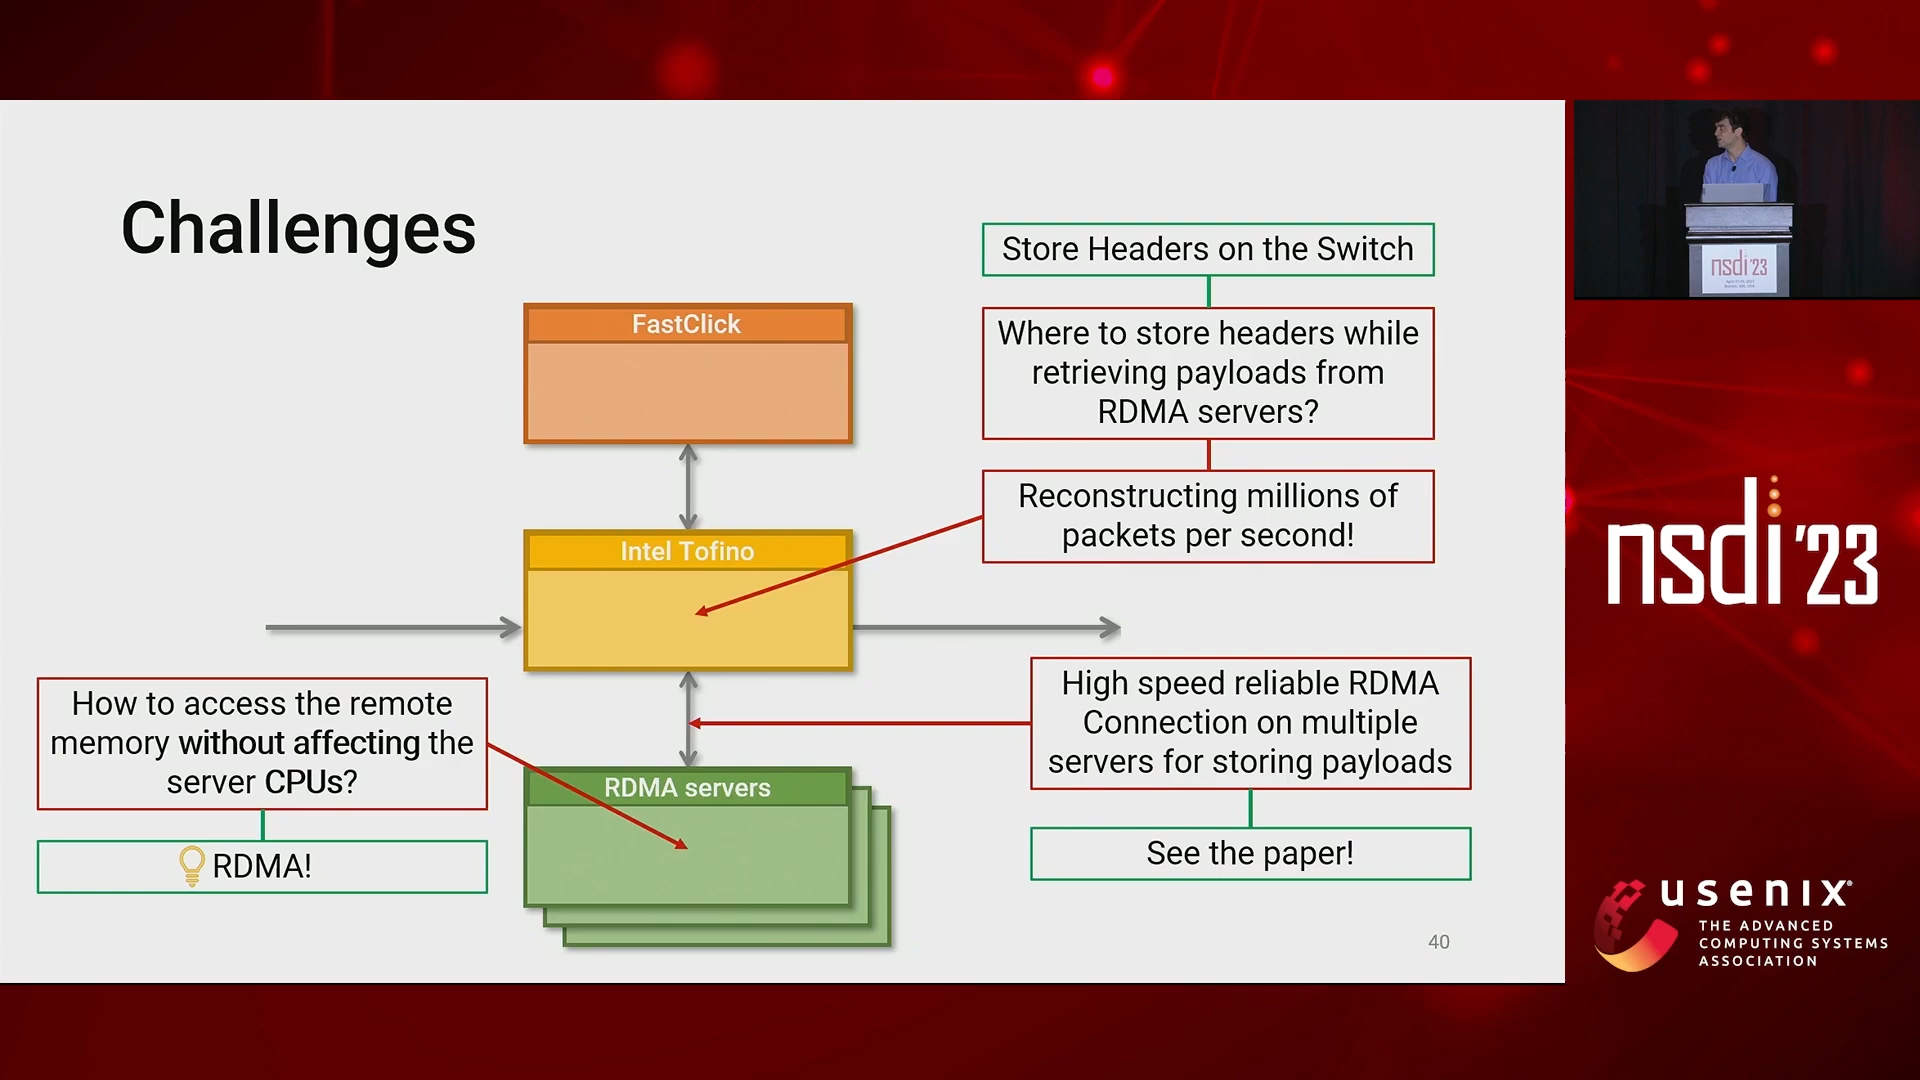 Challenges
Store Headers on the Switch
FastClick
Where to store headers while
retrieving payloads from
RDMA servers?
Reconstructing millions of
packets per second!
Intel Tofino
How to access the remote
memory without affecting the
server CPUs?
RDMA!
High speed reliable RDMA
Connection on multiple
servers for storing payloads
RDMA servers
See the paper!
40
nsdi '23
nsdi '23
usenix®
THE ADVANCED
COMPUTING SYSTEMS
ASSOCIATION